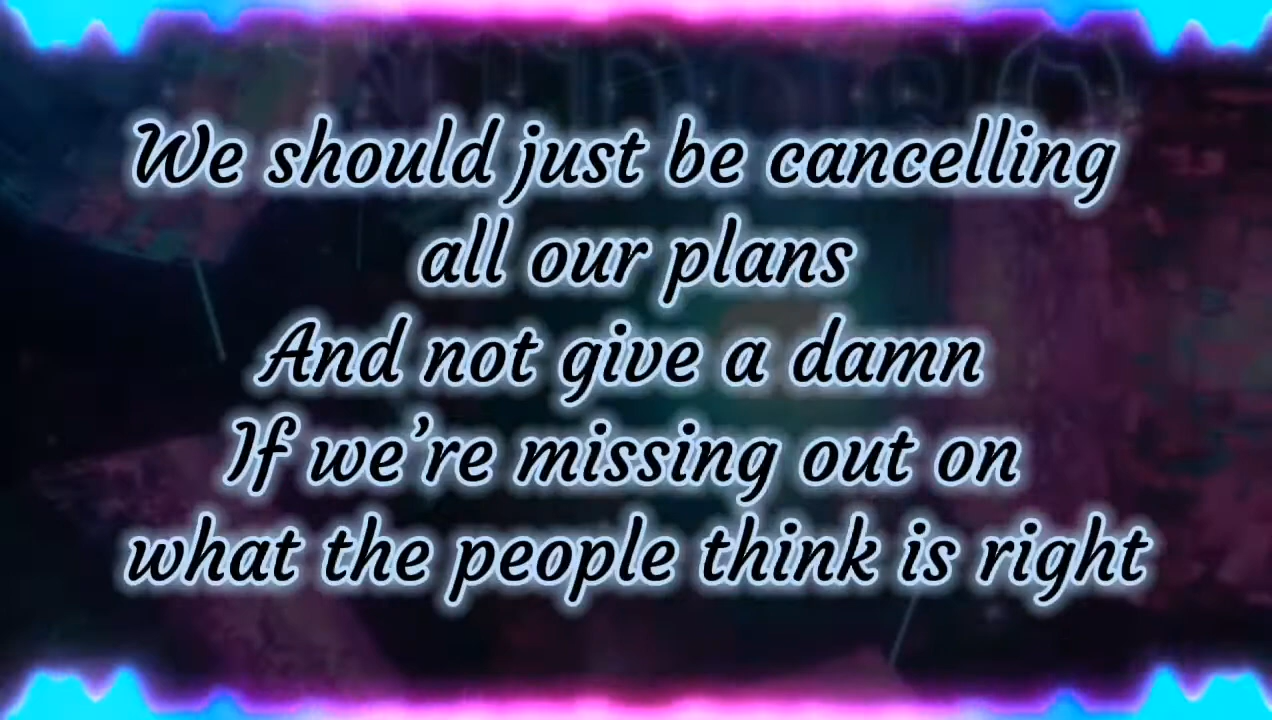 We should just be cancelling
all our plans
And not give a damn
If we’re missing out on
what the people think is right